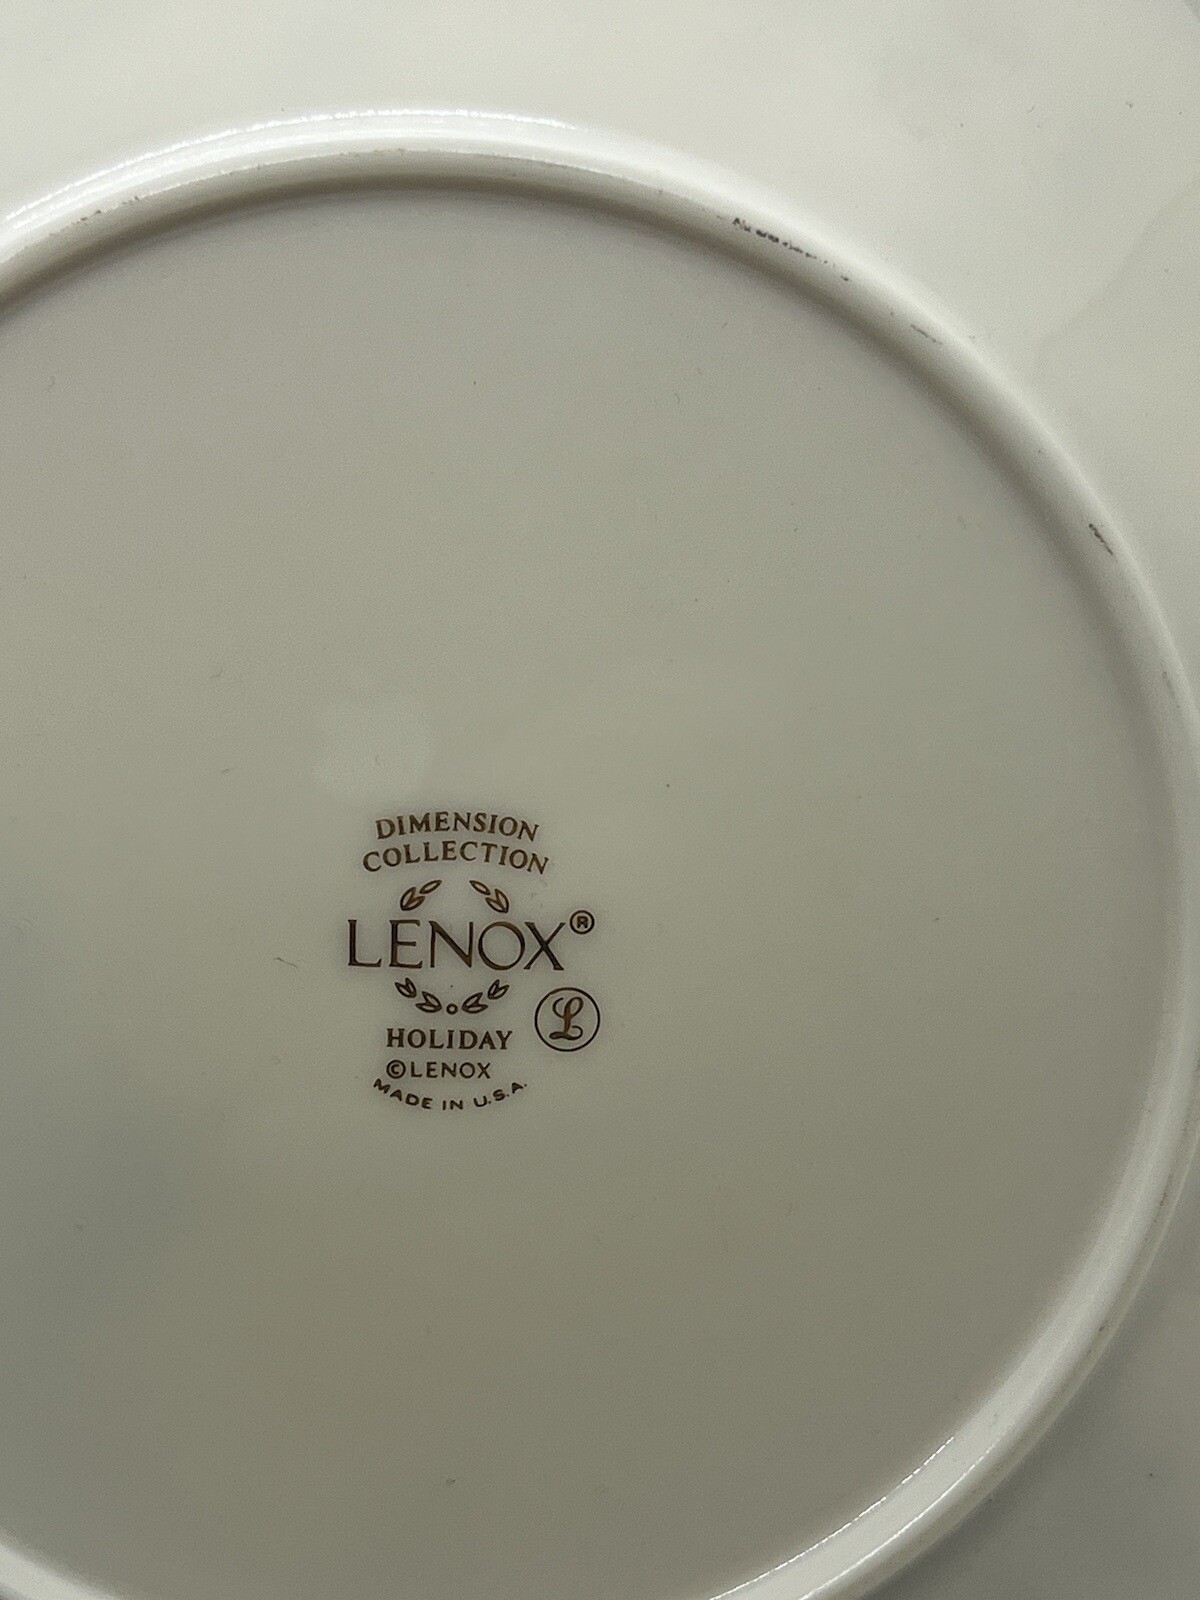 DIMENSION
COLLECTION
LENOX®
L
HOLIDAY
©LENOX
MADE IN U.S.A.